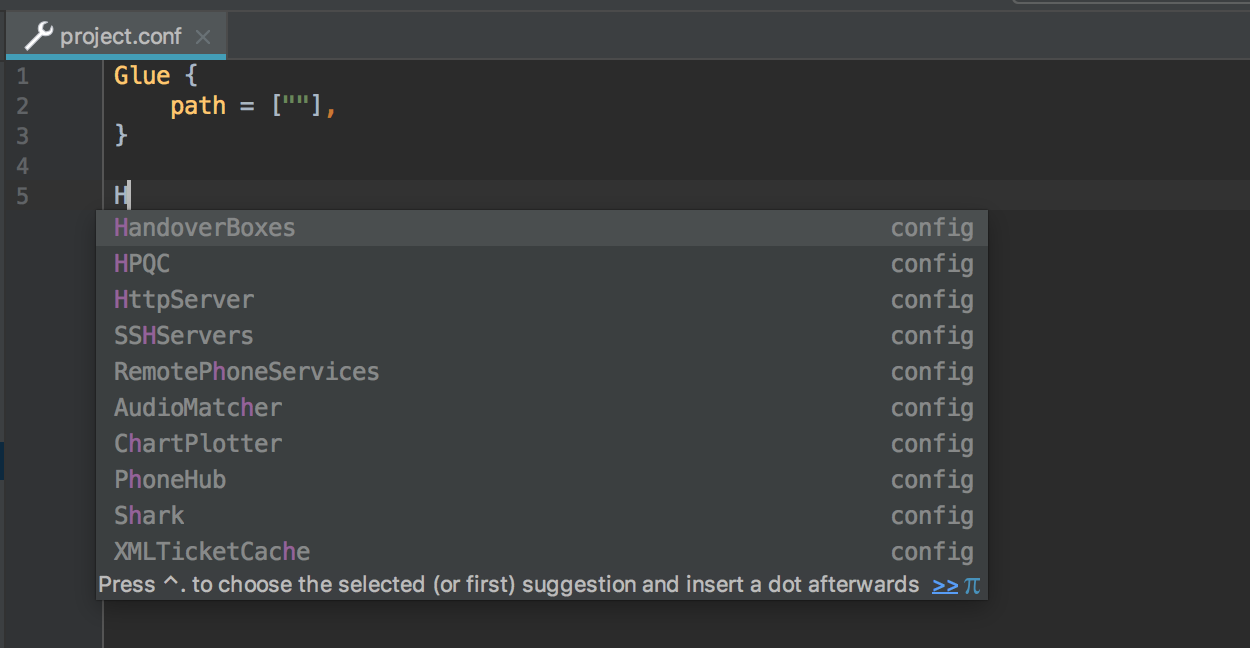 project.conf ×
1 Glue {
2     path = [""],
3 }
4
5 H
HandoverBoxes config
HPQC config
HttpServer config
SSHServers config
RemotePhoneServices config
AudioMatcher config
ChartPlotter config
PhoneHub config
Shark config
XMLTicketCache config
Press ^. to choose the selected (or first) suggestion and insert a dot afterwards >> π